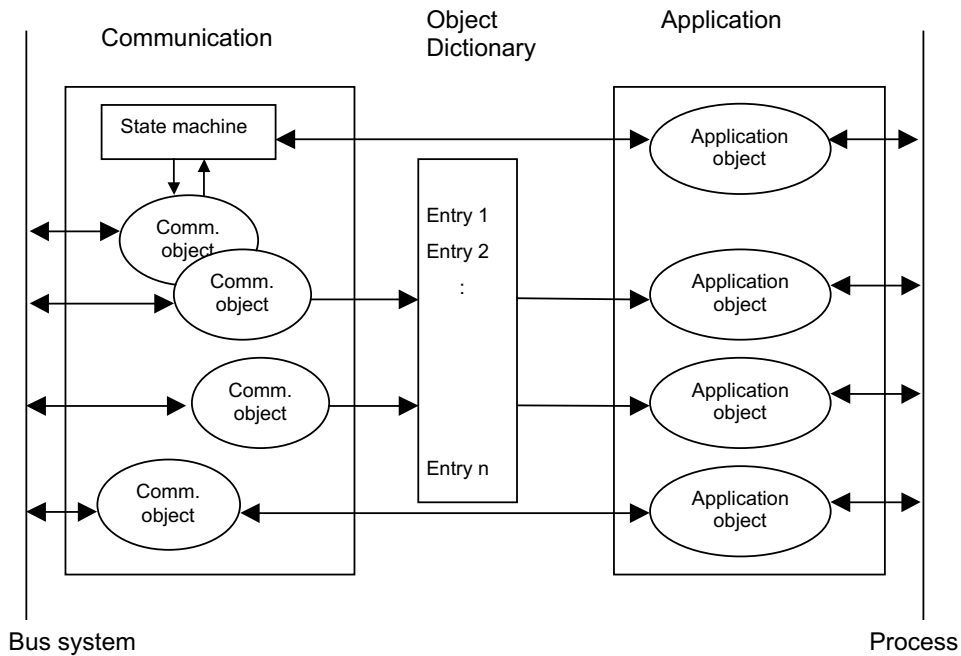 Communication
Object
Dictionary
Application
State machine
Comm.
object
Comm.
object
Comm.
object
Comm.
object
Entry 1
Entry 2
:
Entry n
Application
object
Application
object
Application
object
Application
object
Bus system
Process